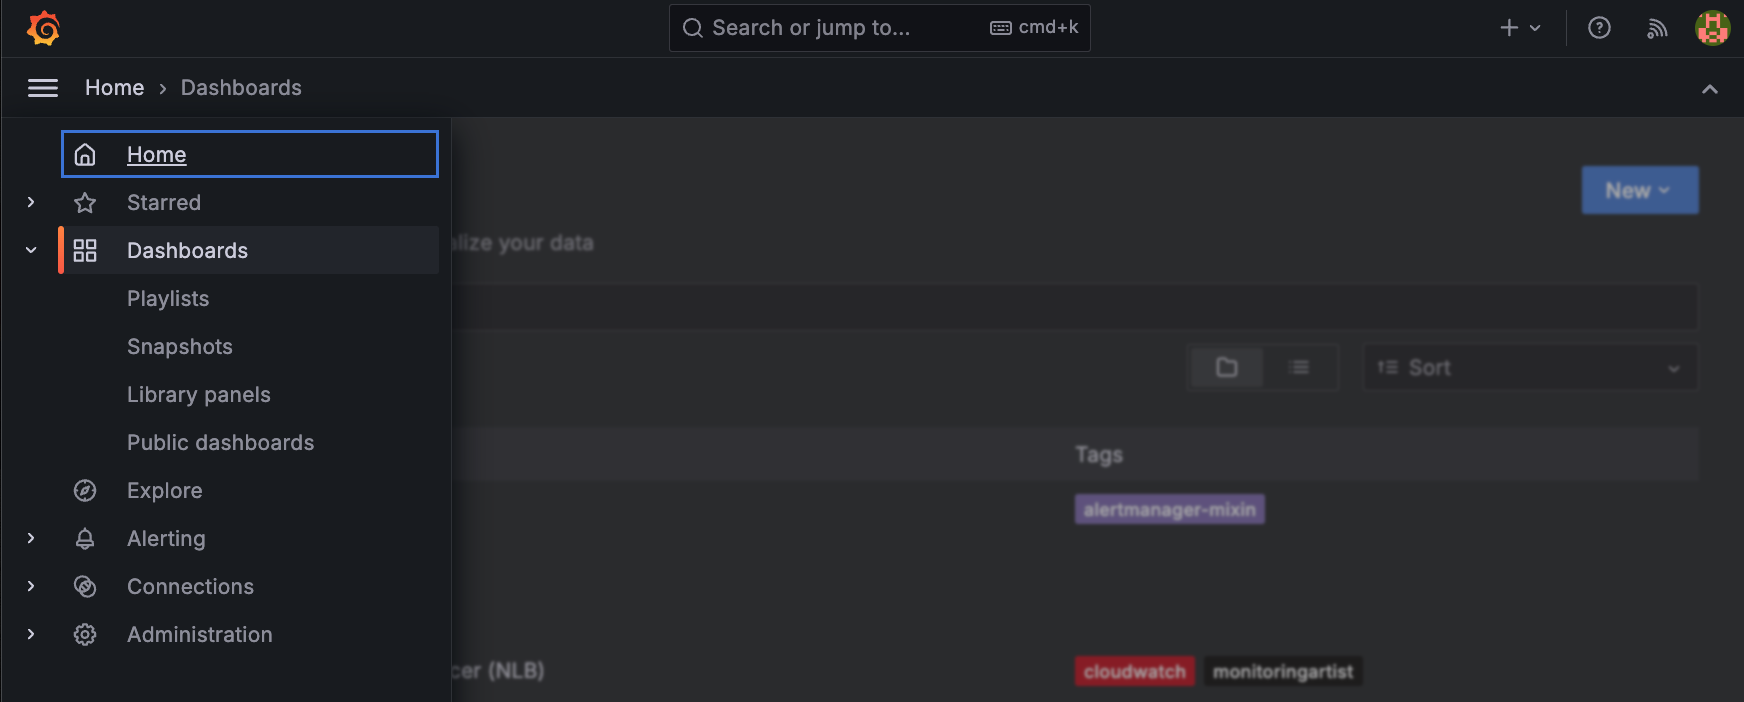 Search or jump to... cmd+k
Home › Dashboards
Home
Starred
New
Dashboards
alize your data
Playlists
Snapshots
Sort
Library panels
Public dashboards
Tags
Explore
alertmanager-mixin
Alerting
Connections
Administration
cer (NLB) cloudwatch monitoringartist